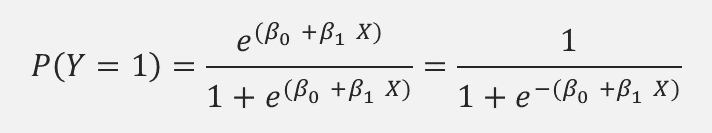 P(Y = 1) = e^(β₀ +β₁ X) / 1 + e^(β₀ +β₁ X) = 1 / 1 + e^−(β₀ +β₁ X)